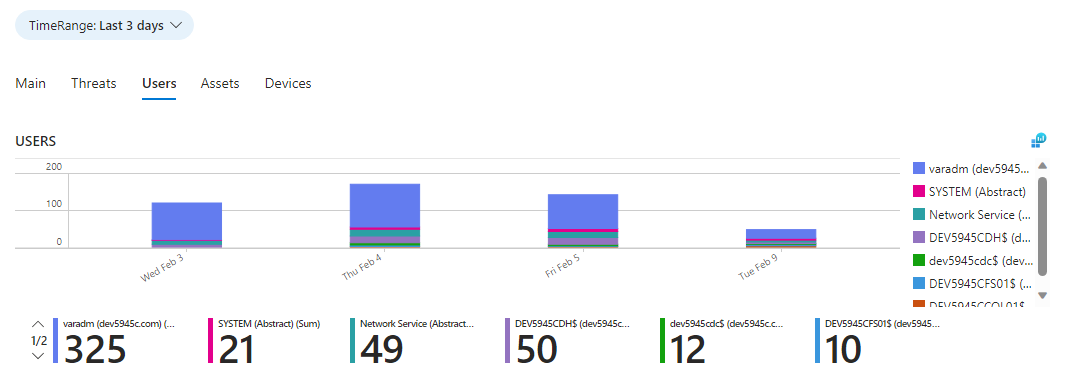 TimeRange: Last 3 days
Main Threats Users Assets Devices
USERS
200
100
0
Wed Feb 3
Thu Feb 4
Fri Feb 5
Tue Feb 9
varadm (dev5945...
SYSTEM (Abstract)
Network Service (...
DEV5945CDH$ (d...
dev5945cdc$ (dev...
DEV5945CFS01$ (...
1/2
varadm (dev5945c.com) (...
325
SYSTEM (Abstract) (Sum)
21
Network Service (Abstract...
49
DEV5945CDH$ (dev5945c...
50
dev5945cdc$ (dev5945c.c...
12
DEV5945CFS01$ (dev5945...
10